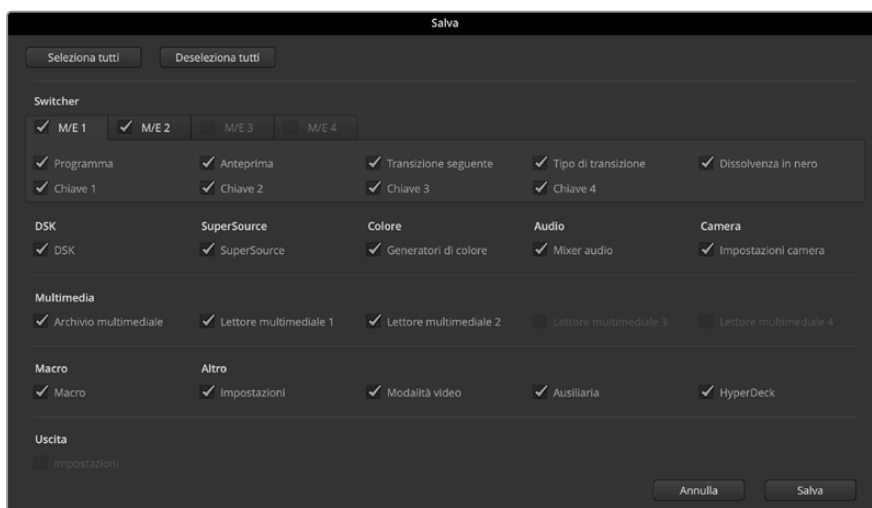 Salva
Seleziona tutti Deseleziona tutti
Switcher
M/E 1 M/E 2 M/E 3 M/E 4
Programma Anteprima Transizione seguente Tipo di transizione Dissolvenza in nero
Chiave 1 Chiave 2 Chiave 3 Chiave 4
DSK SuperSource Colore Audio Camera
DSK SuperSource Generatori di colore Mixer audio Impostazioni camera
Multimedia
Archivio multimediale Lettore multimediale 1 Lettore multimediale 2 Lettore multimediale 3 Lettore multimediale 4
Macro Altro
Macro Impostazioni Modalità video Ausiliaria HyperDeck
Uscita
Impostazioni
Annulla Salva